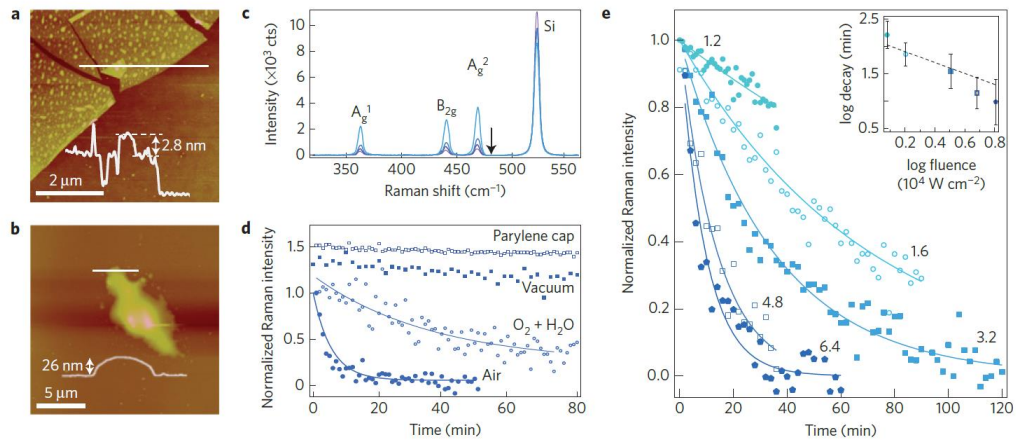 a
2.8 nm
2 μm
b
26 nm
5 μm
c
Intensity (×10³ cts)
10
8
6
4
2
0
A_g^1
B_2g
A_g^2
Si
350
400
450
500
550
Raman shift (cm⁻¹)
d
Normalized Raman intensity
1.5
1.0
0.5
0
Parylene cap
Vacuum
O₂ + H₂O
Air
0
20
40
60
80
Time (min)
e
Normalized Raman intensity
1.0
0.8
0.6
0.4
0.2
0.0
1.2
1.6
4.8
6.4
3.2
0
20
40
60
80
100
120
Time (min)
log decay (min)
2.5
1.5
0.5
0.2
0.4
0.6
0.8
log fluence
(10⁴ W cm⁻²)